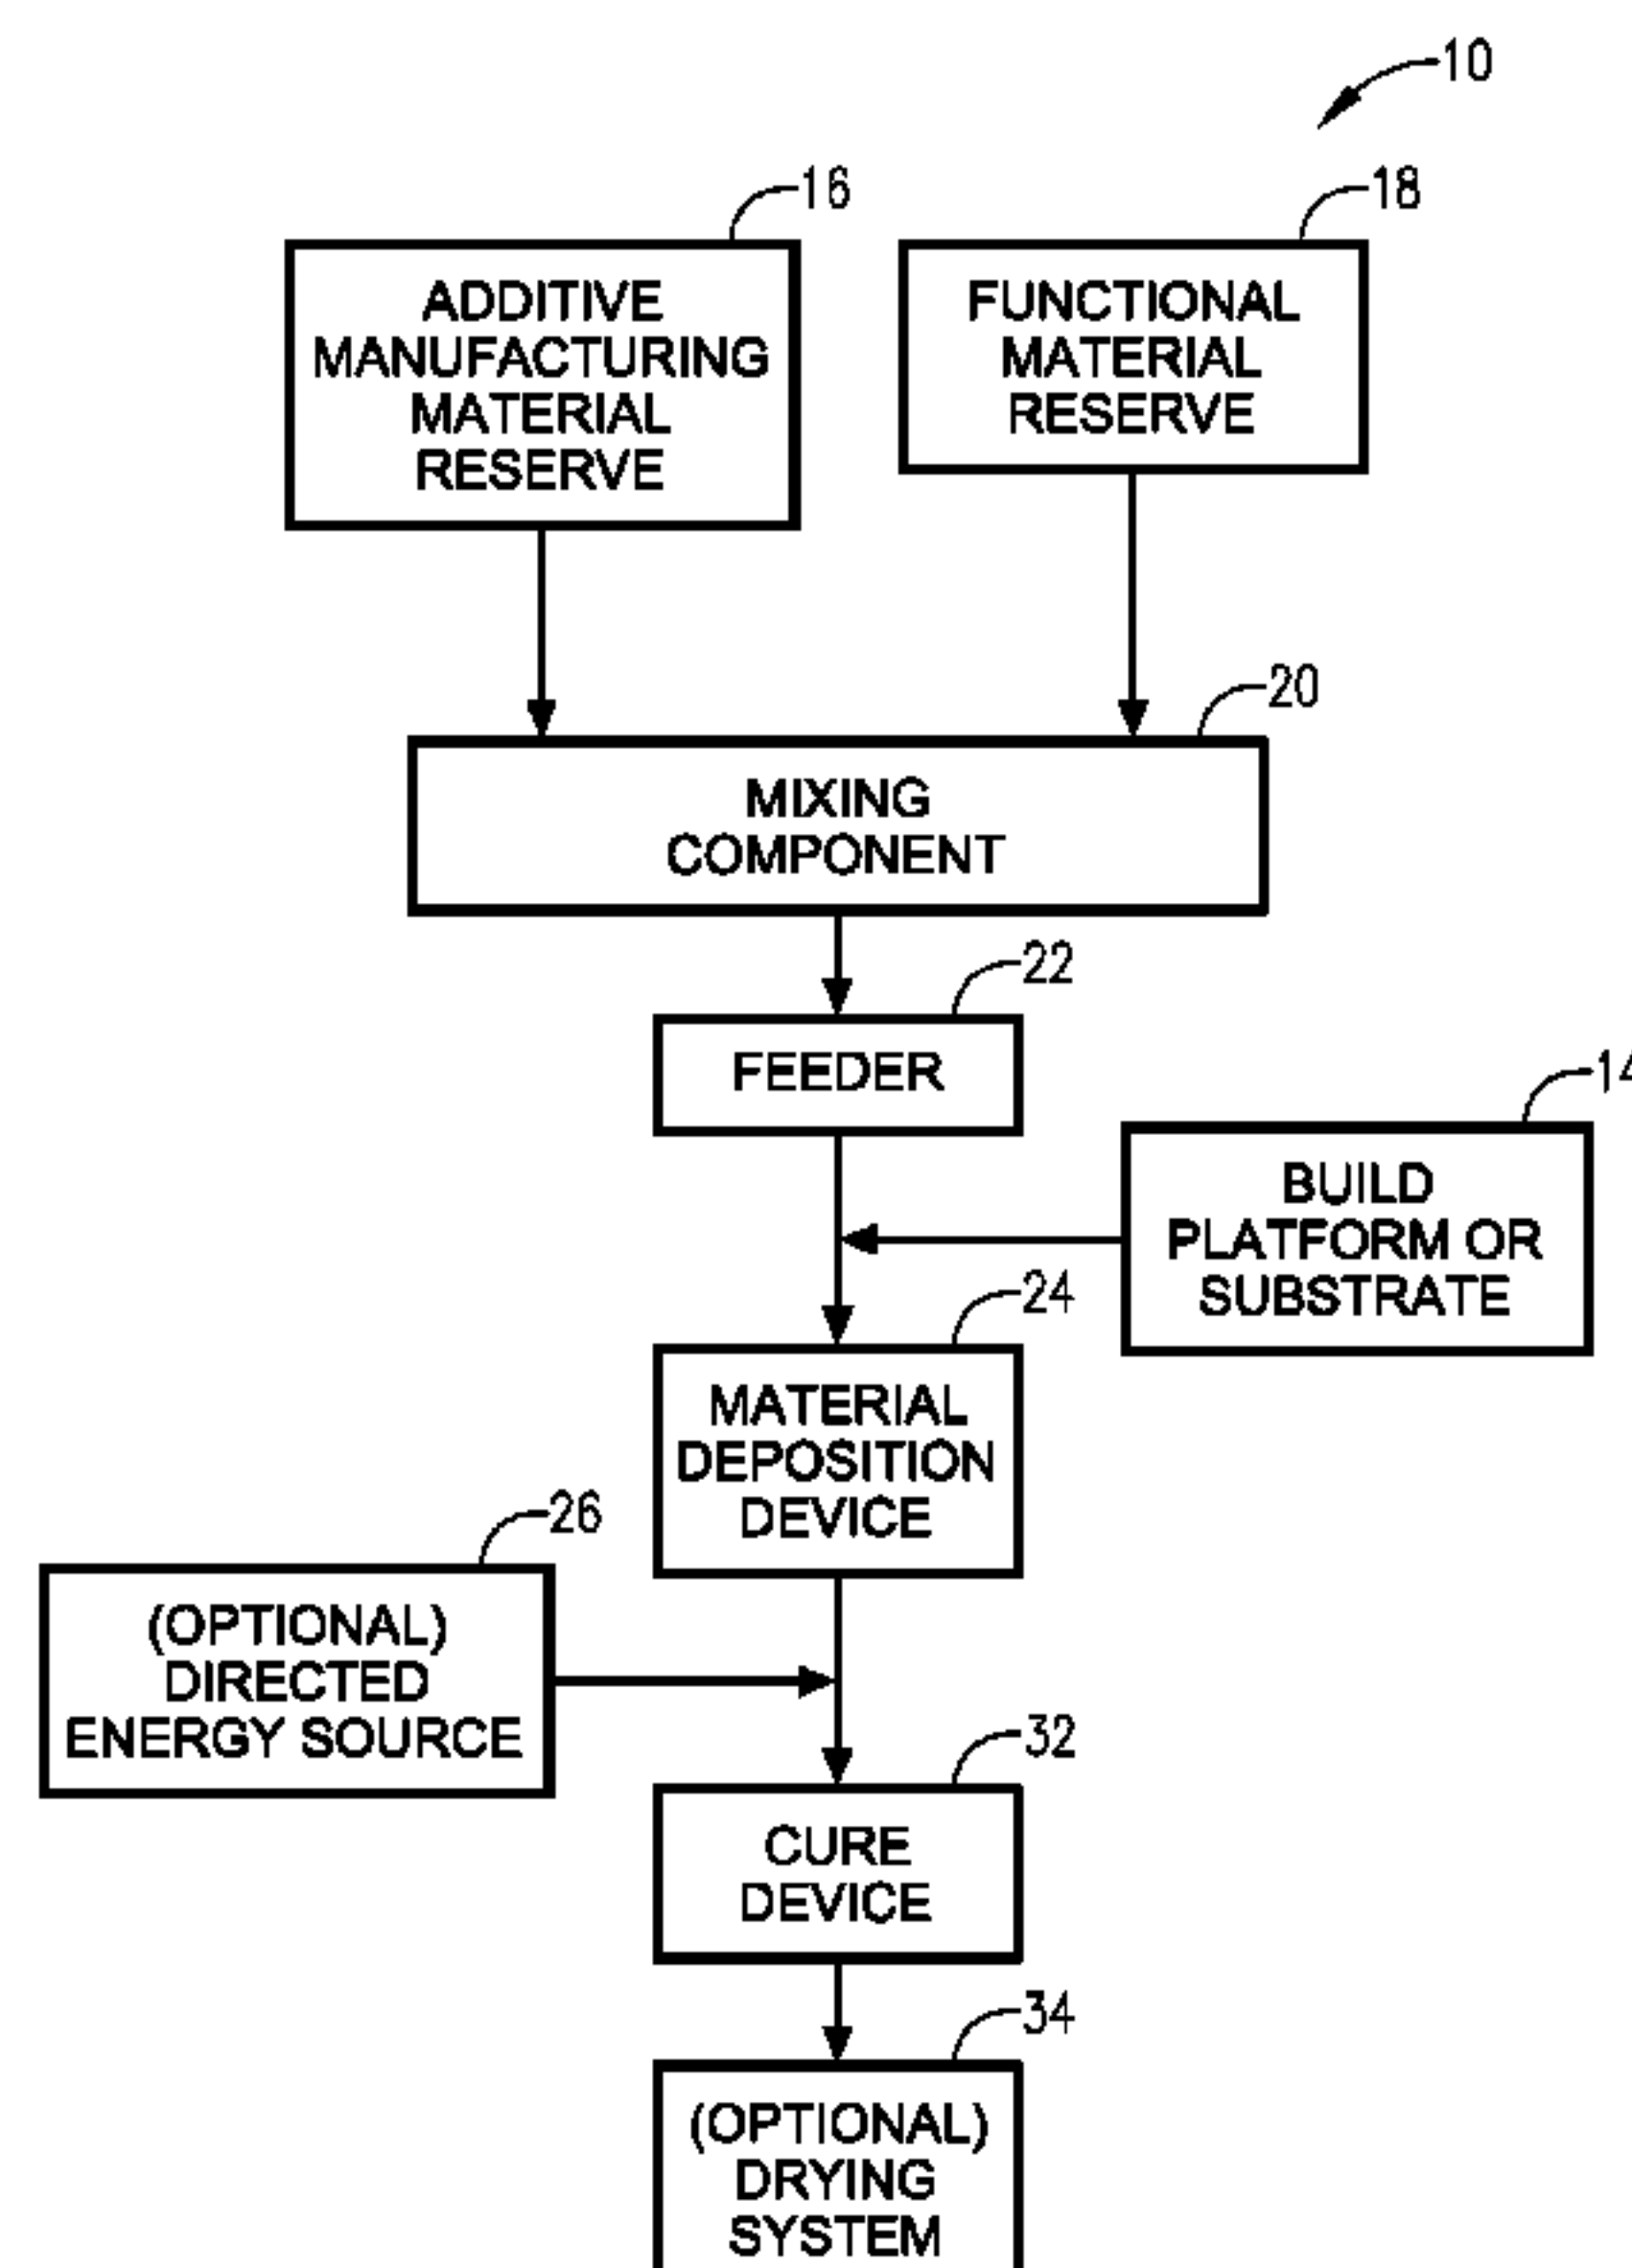 10
16
18
ADDITIVE
MANUFACTURING
MATERIAL
RESERVE
FUNCTIONAL
MATERIAL
RESERVE
20
MIXING
COMPONENT
22
FEEDER
14
BUILD
PLATFORM OR
SUBSTRATE
24
MATERIAL
DEPOSITION
DEVICE
26
(OPTIONAL)
DIRECTED
ENERGY SOURCE
32
CURE
DEVICE
34
(OPTIONAL)
DRYING
SYSTEM